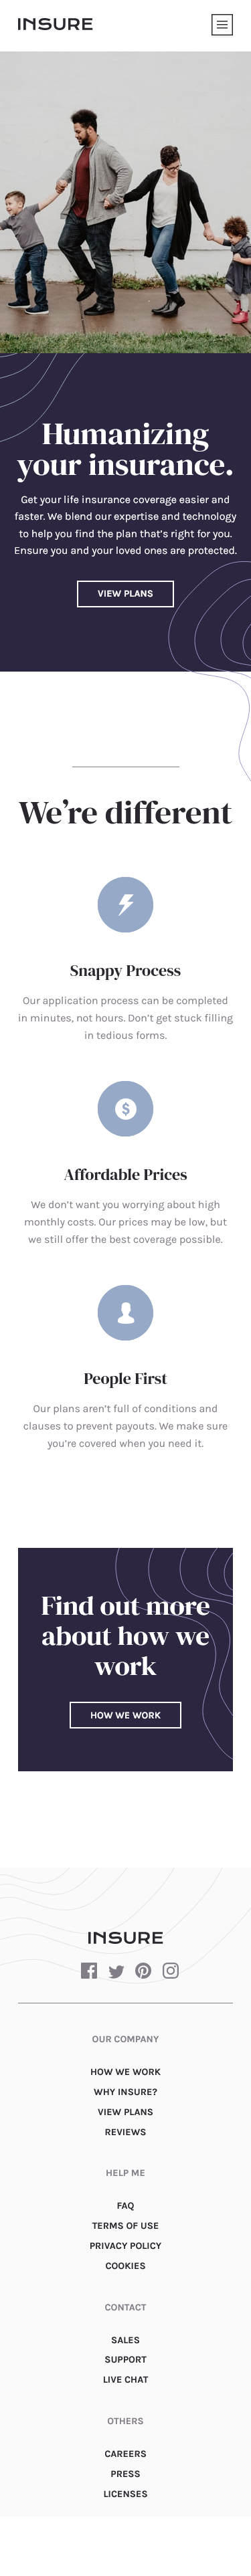 INSURE
Humanizing
your insurance.
Get your life insurance coverage easier and
faster. We blend our expertise and technology
to help you find the plan that’s right for you.
Ensure you and your loved ones are protected.
VIEW PLANS
We’re different
Snappy Process
Our application process can be completed
in minutes, not hours. Don’t get stuck filling
in tedious forms.
Affordable Prices
We don’t want you worrying about high
monthly costs. Our prices may be low, but
we still offer the best coverage possible.
People First
Our plans aren’t full of conditions and
clauses to prevent payouts. We make sure
you’re covered when you need it.
Find out more
about how we
work
HOW WE WORK
INSURE
OUR COMPANY
HOW WE WORK
WHY INSURE?
VIEW PLANS
REVIEWS
HELP ME
FAQ
TERMS OF USE
PRIVACY POLICY
COOKIES
CONTACT
SALES
SUPPORT
LIVE CHAT
OTHERS
CAREERS
PRESS
LICENSES